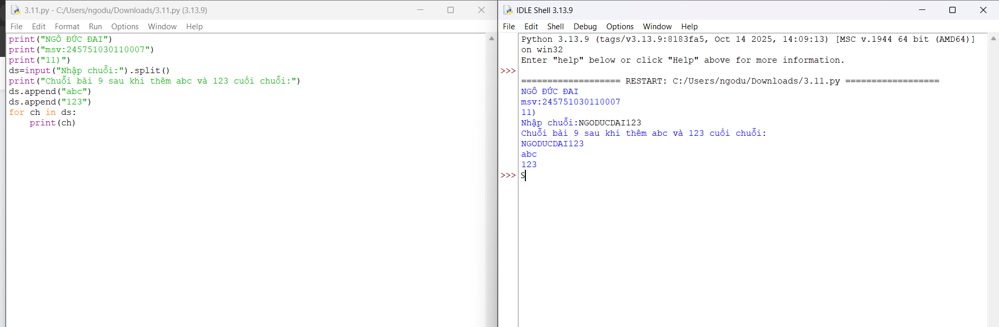 3.11.py - C:/Users/ngodu/Downloads/3.11.py (3.13.9)
File Edit Format Run Options Window Help
print("NGÔ ĐỨC ĐAI")
print("msv:245751030110007")
print("11)")
ds=input("Nhập chuỗi:").split()
print("Chuỗi bài 9 sau khi thêm abc và 123 cuối chuỗi:")
ds.append("abc")
ds.append("123")
for ch in ds:
    print(ch)
IDLE Shell 3.13.9
File Edit Shell Debug Options Window Help
Python 3.13.9 (tags/v3.13.9:8183fa5, Oct 14 2025, 14:09:13) [MSC v.1944 64 bit (AMD64)]
on win32
Enter "help" below or click "Help" above for more information.
>>>
=================== RESTART: C:/Users/ngodu/Downloads/3.11.py ==================
NGÔ ĐỨC ĐAI
msv:245751030110007
11)
Nhập chuỗi:NGODUCDAI123
Chuỗi bài 9 sau khi thêm abc và 123 cuối chuỗi:
NGODUCDAI123
abc
123
>>> S